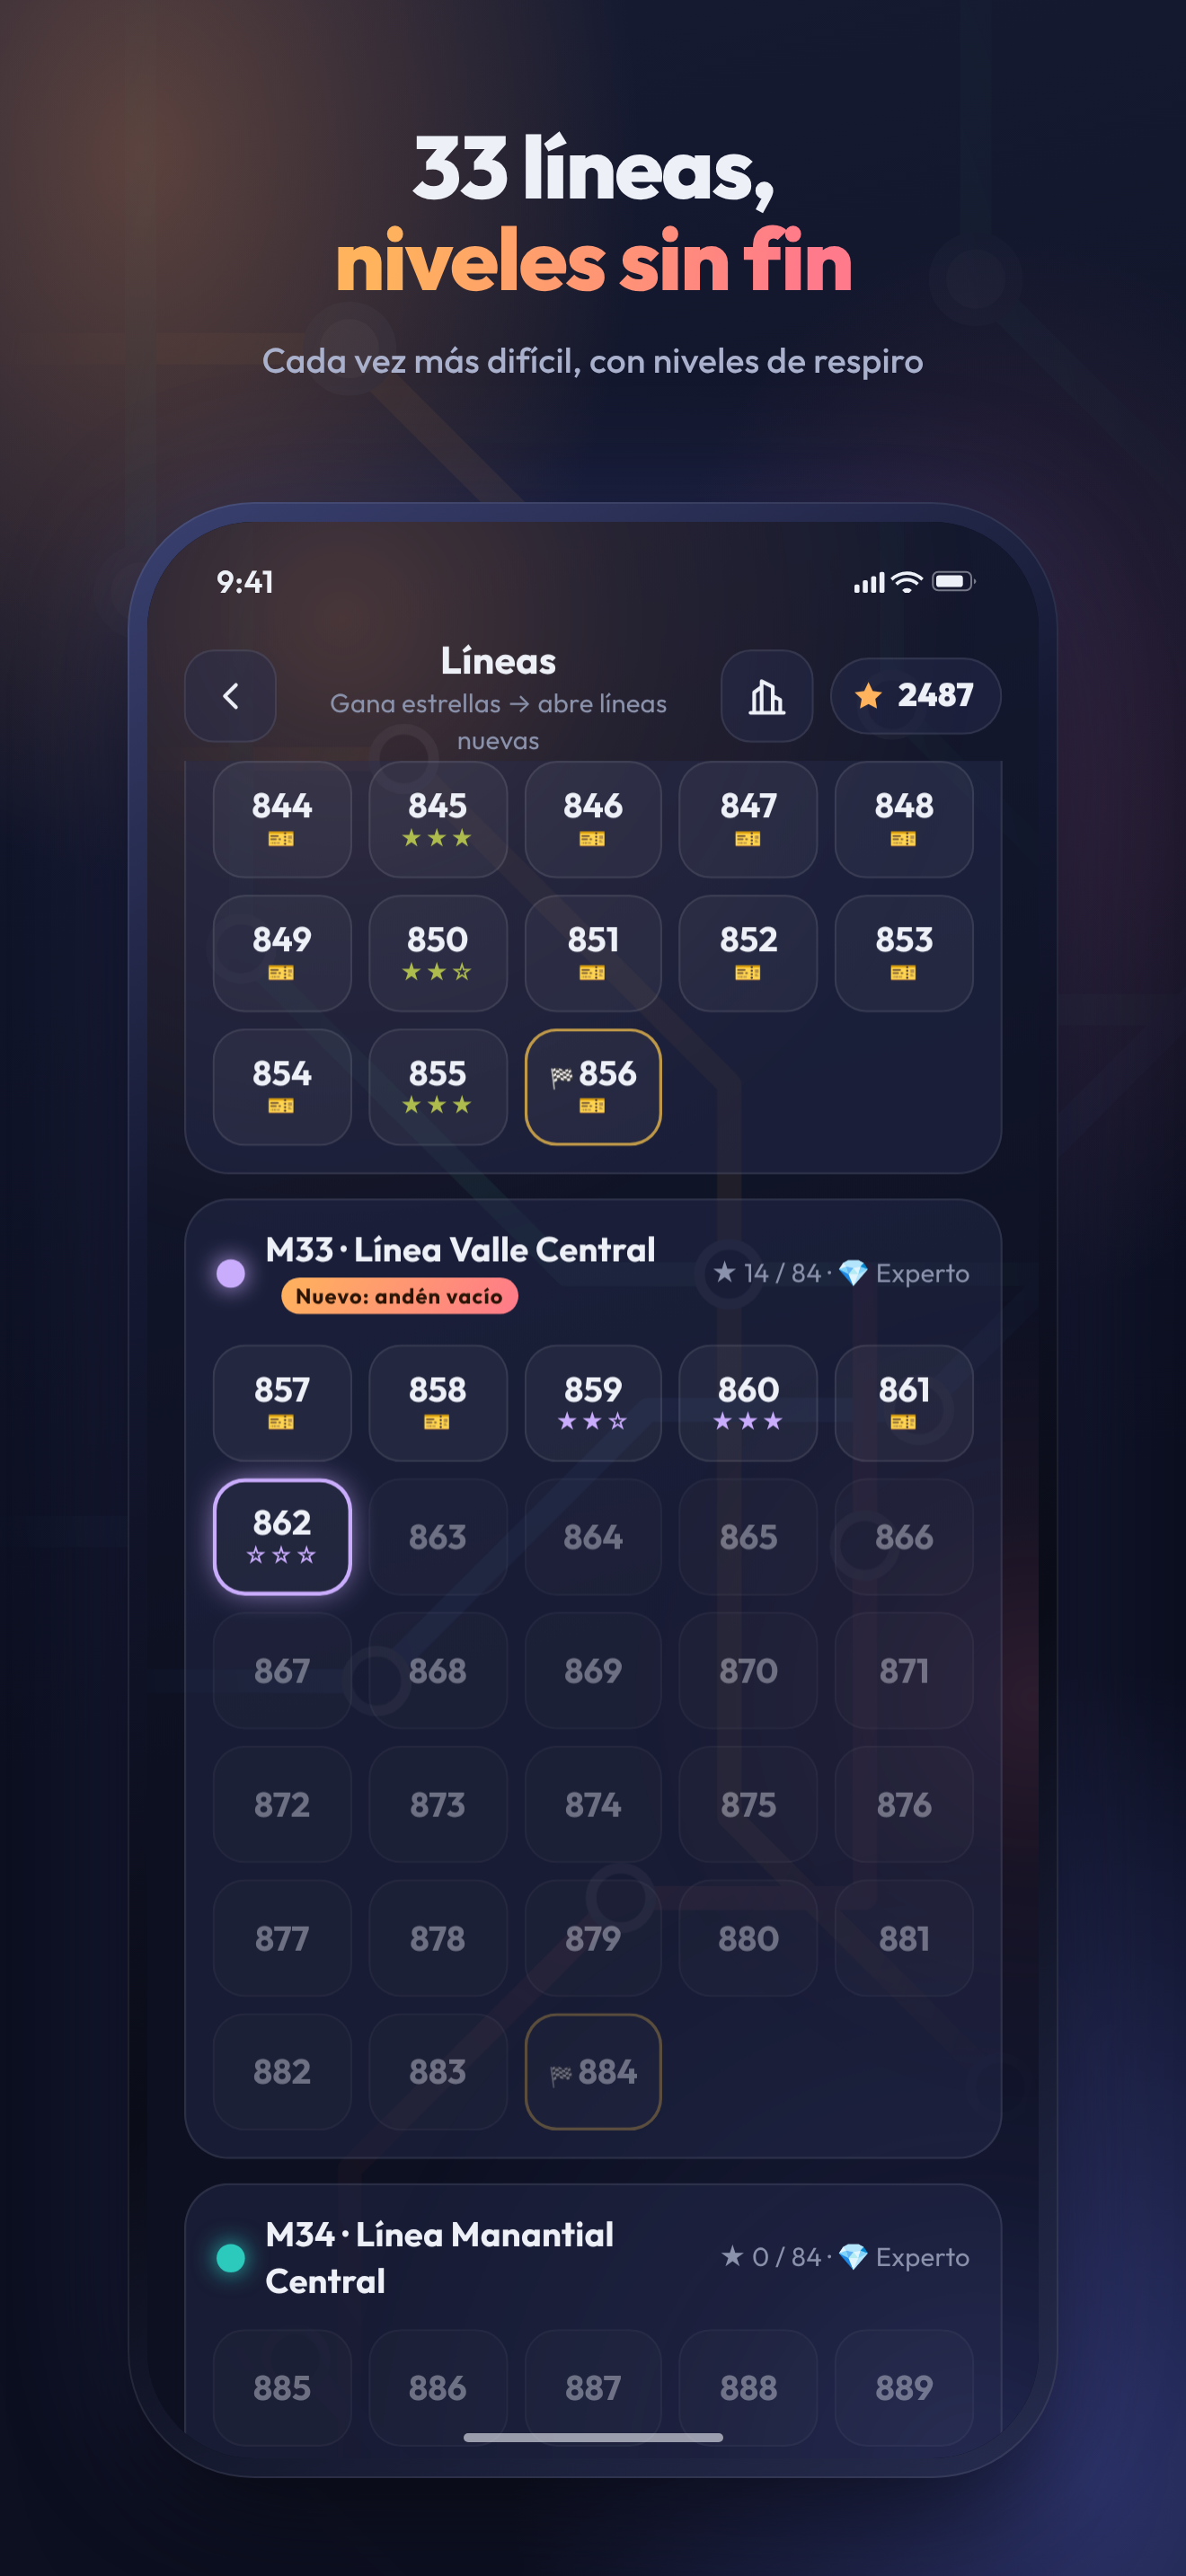 33 líneas,
niveles sin fin
Cada vez más difícil, con niveles de respiro
9:41
Líneas
Gana estrellas → abre líneas
nuevas
★ 2487
844 845 846 847 848
🎫 ★★★ 🎫 🎫 🎫
849 850 851 852 853
🎫 ★★☆ 🎫 🎫 🎫
854 855 🏁 856
🎫 ★★★ 🎫
M33 · Línea Valle Central
★ 14 / 84 · 💎 Experto
Nuevo: andén vacío
857 858 859 860 861
🎫 🎫 ★★☆ ★★★ 🎫
862 863 864 865 866
☆☆☆
867 868 869 870 871
872 873 874 875 876
877 878 879 880 881
882 883 🏁 884
M34 · Línea Manantial
Central
★ 0 / 84 · 💎 Experto
885 886 887 888 889